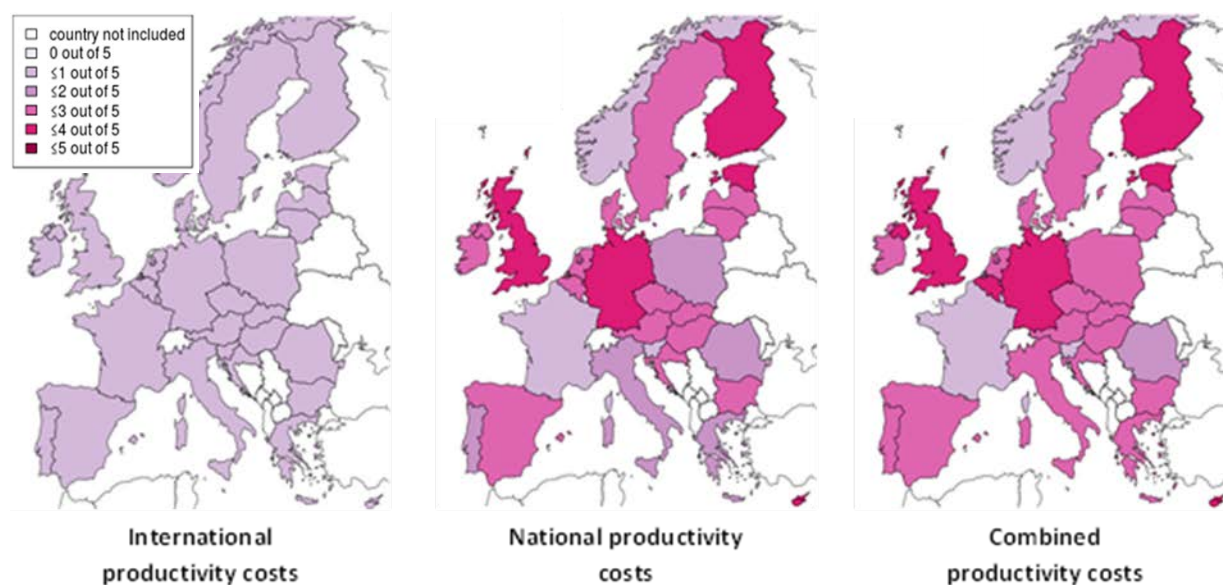 country not included
0 out of 5
≤1 out of 5
≤2 out of 5
≤3 out of 5
≤4 out of 5
≤5 out of 5
International
productivity costs
National productivity
costs
Combined
productivity costs